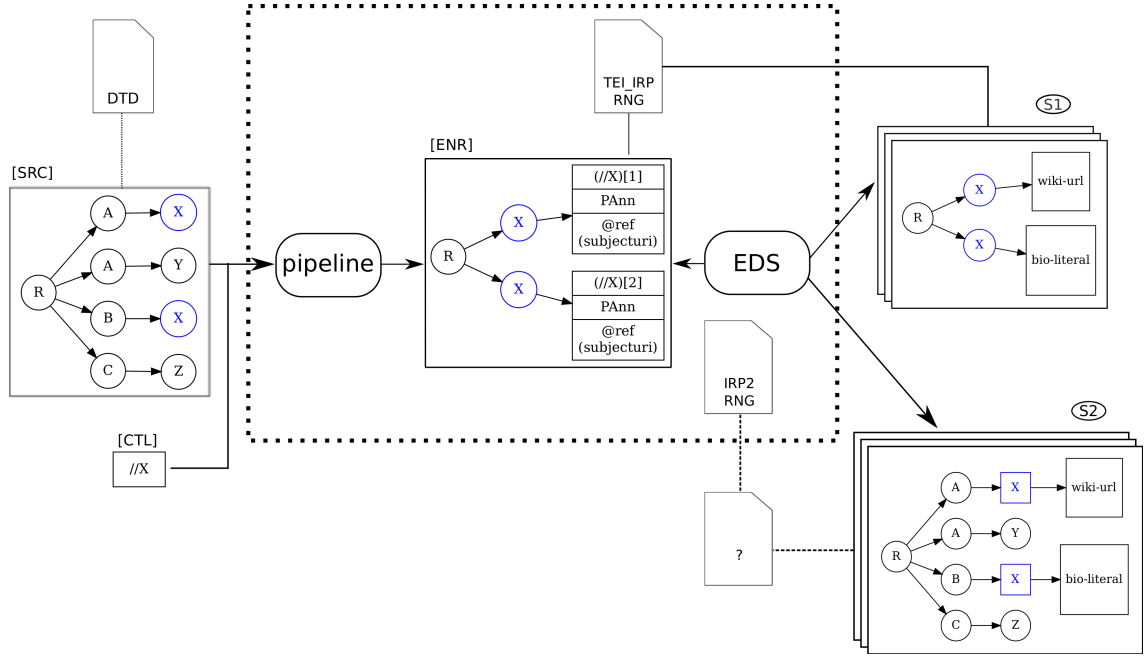 DTD
TEI_IRP
RNG
S1
[SRC]
A
X
A
Y
R
B
X
C
Z
[CTL]
//X
pipeline
[ENR]
R
X
X
(//X)[1]
PAnn
@ref
(subjecturi)
(//X)[2]
PAnn
@ref
(subjecturi)
EDS
R
X
X
wiki-url
bio-literal
IRP2
RNG
?
S2
R
A
X
wiki-url
A
Y
B
X
bio-literal
C
Z